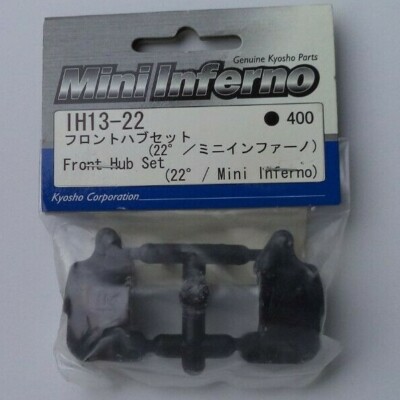 Genuine Kyosho Parts
Mini Inferno
IH13-22 ● 400
フロントハブセット
(22°／ミニインファーノ)
Front Hub Set
(22°/ Mini Inferno)
Kyosho Corporation